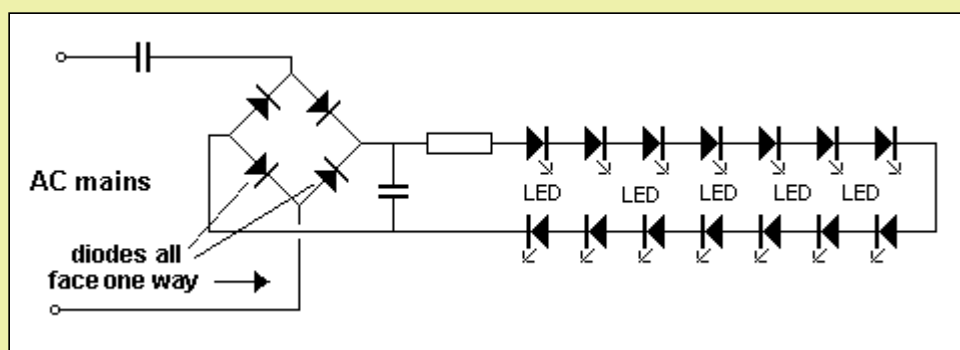 AC mains
LED LED LED LED LED
diodes all
face one way